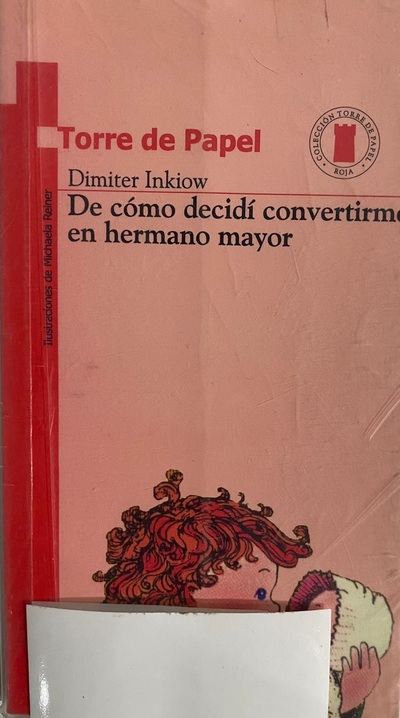 Torre de Papel
COLECCIÓN TORRE DE PAPEL
ROJA
Dimiter Inkiow
De cómo decidí convertirme
en hermano mayor
Ilustraciones de Michaela Reiner